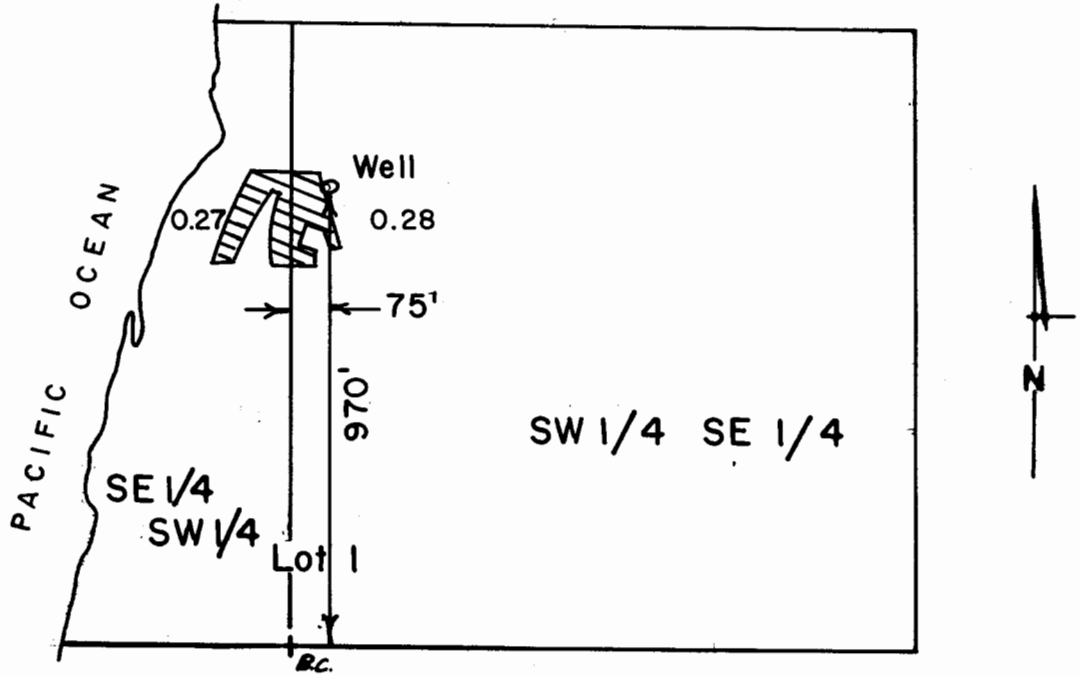 Well
0.27
0.28
75'
970'
PACIFIC OCEAN
N
SW 1/4 SE 1/4
SE 1/4
SW 1/4
Lot 1
B.C.